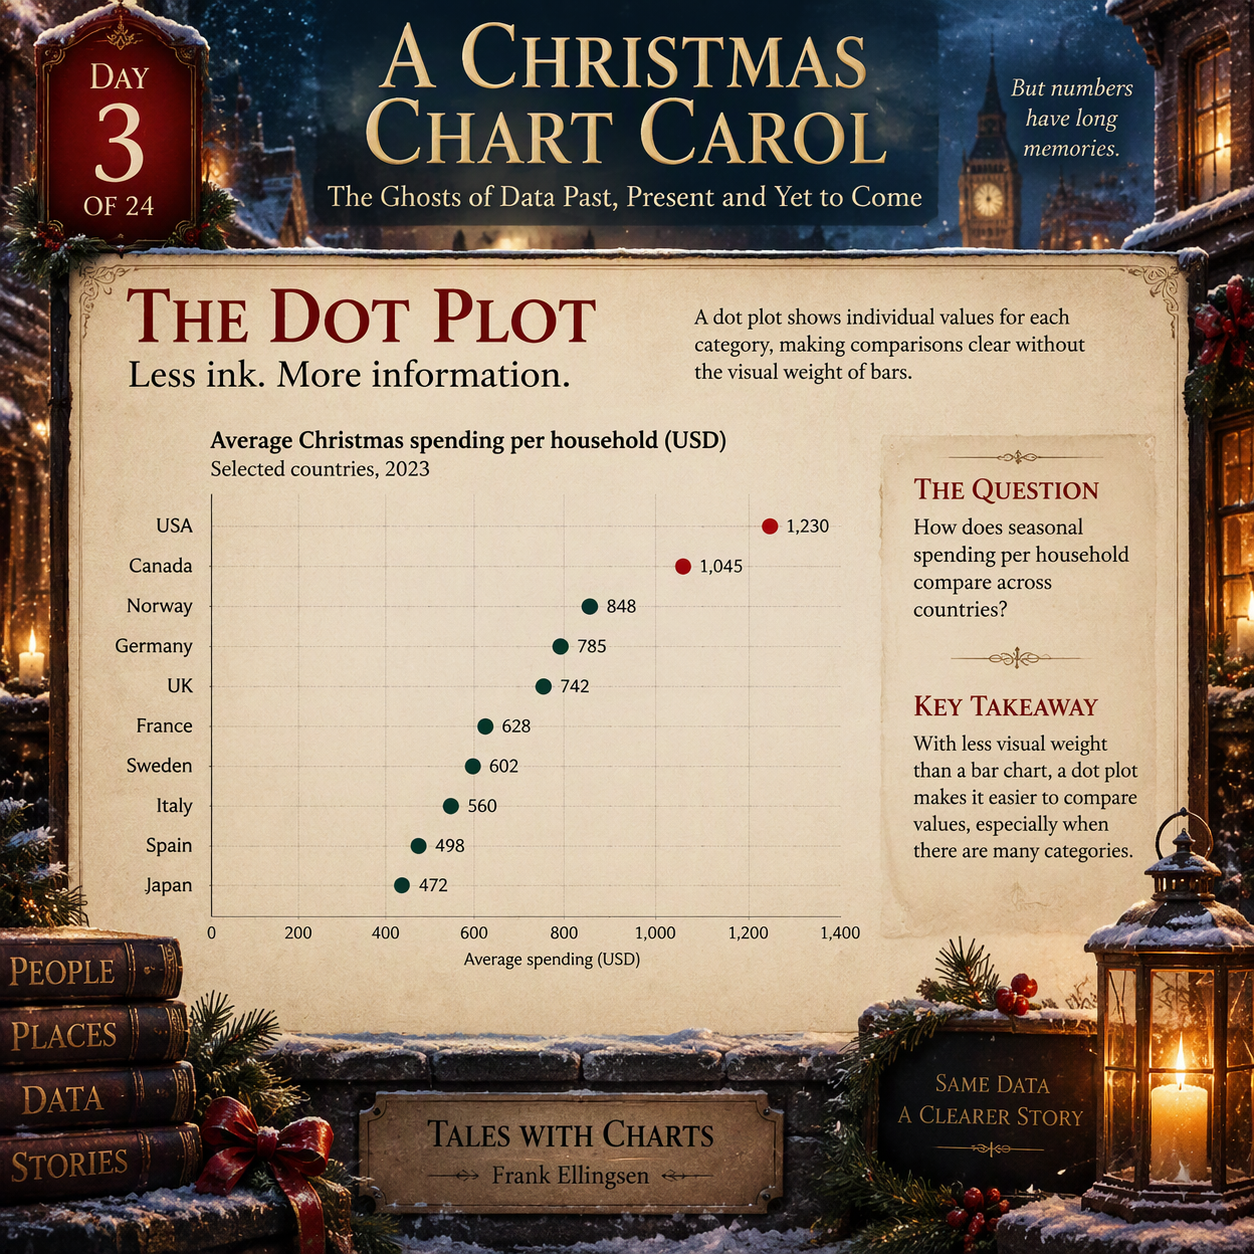 DAY
3
OF 24
A CHRISTMAS
CHART CAROL
The Ghosts of Data Past, Present and Yet to Come
But numbers
have long
memories.
THE DOT PLOT
Less ink. More information.
A dot plot shows individual values for each
category, making comparisons clear without
the visual weight of bars.
Average Christmas spending per household (USD)
Selected countries, 2023
USA 1,230
Canada 1,045
Norway 848
Germany 785
UK 742
France 628
Sweden 602
Italy 560
Spain 498
Japan 472
0 200 400 600 800 1,000 1,200 1,400
Average spending (USD)
THE QUESTION
How does seasonal
spending per household
compare across
countries?
KEY TAKEAWAY
With less visual weight
than a bar chart, a dot plot
makes it easier to compare
values, especially when
there are many categories.
PEOPLE
PLACES
DATA
STORIES
TALES WITH CHARTS
Frank Ellingsen
SAME DATA
A CLEARER STORY